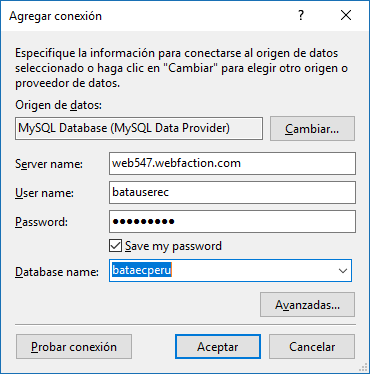 Agregar conexión
Especifique la información para conectarse al origen de datos
seleccionado o haga clic en "Cambiar" para elegir otro origen o
proveedor de datos.
Origen de datos:
MySQL Database (MySQL Data Provider)
Cambiar...
Server name:
web547.webfaction.com
User name:
batauserec
Password:
●●●●●●●●●
Save my password
Database name:
bataecperu
Avanzadas...
Probar conexión
Aceptar
Cancelar